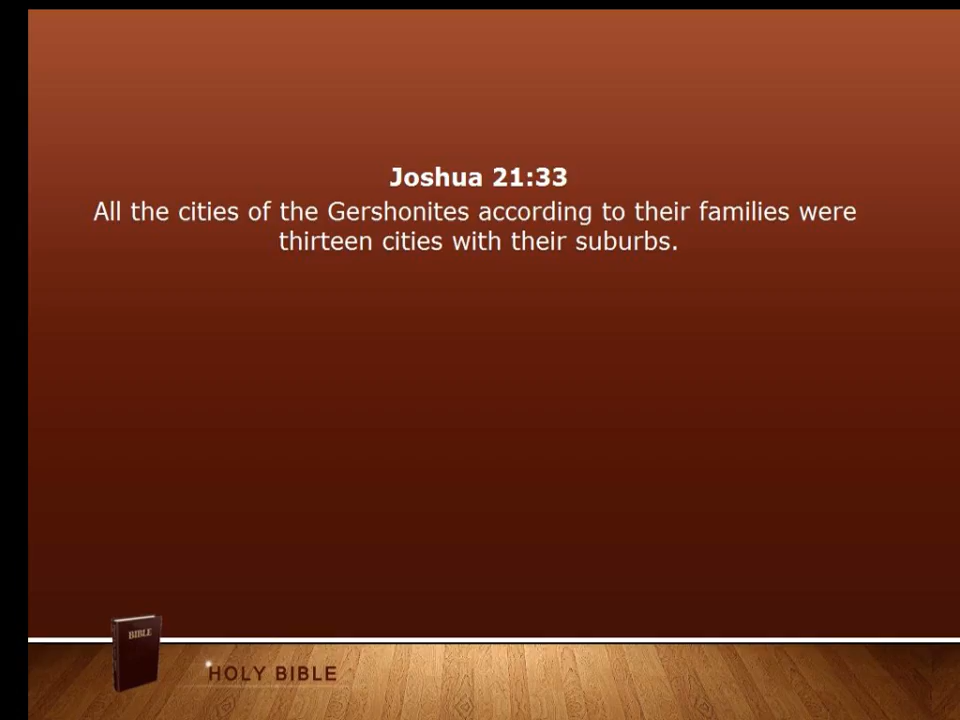 Joshua 21:33
All the cities of the Gershonites according to their families were
thirteen cities with their suburbs.
BIBLE
HOLY BIBLE